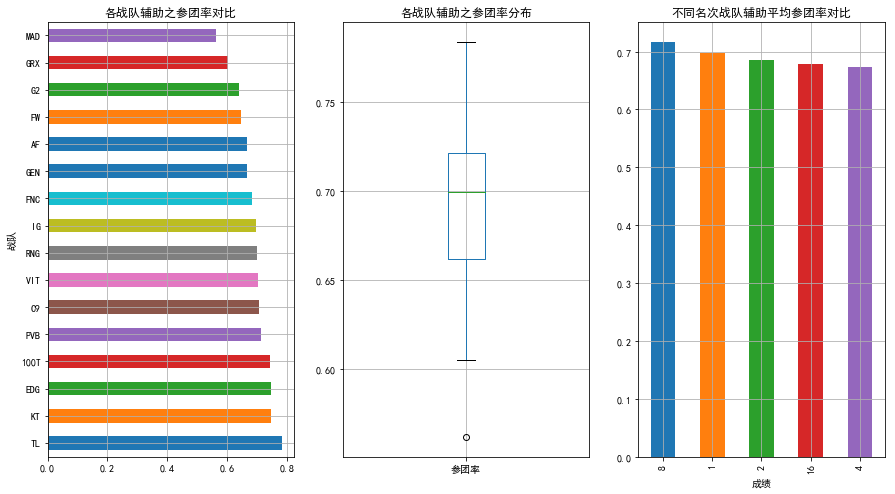 各战队辅助之参团率对比
战队
MAD
GRX
G2
FW
AF
GEN
FNC
IG
RNG
VIT
C9
PVB
100T
EDG
KT
TL
0.0 0.2 0.4 0.6 0.8
各战队辅助之参团率分布
0.75
0.70
0.65
0.60
参团率
不同名次战队辅助平均参团率对比
0.7
0.6
0.5
0.4
0.3
0.2
0.1
0.0
8 1 2 16 4
成绩